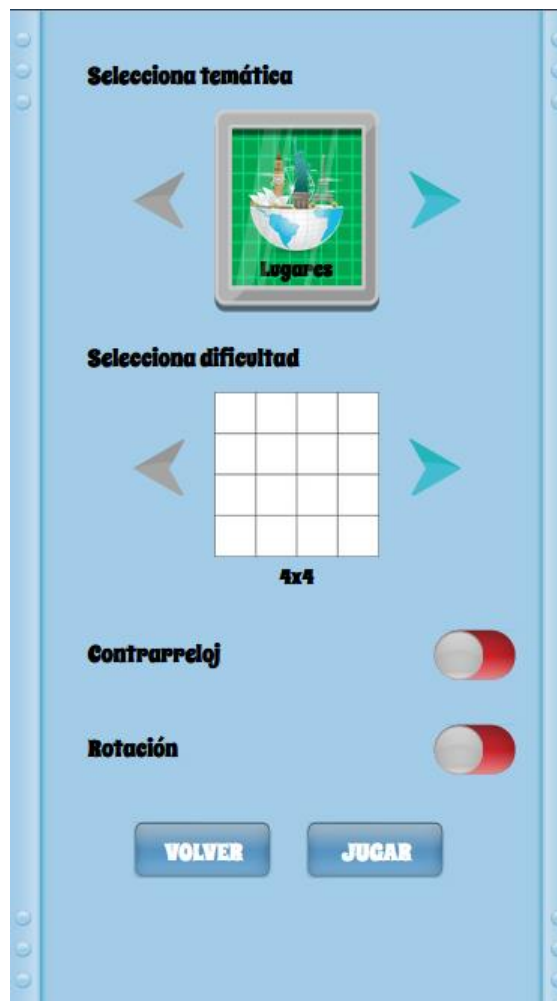 Selecciona temática
Lugares
Selecciona dificultad
4x4
Contrarreloj
Rotación
VOLVER JUGAR